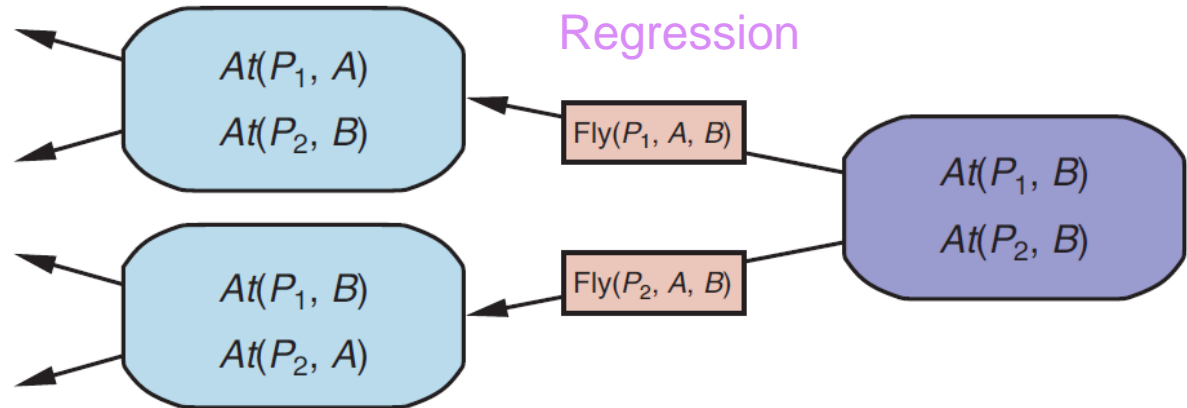 Regression
At(P₁, A)
At(P₂, B)
Fly(P₁, A, B)
At(P₁, B)
At(P₂, B)
At(P₁, B)
At(P₂, A)
Fly(P₂, A, B)